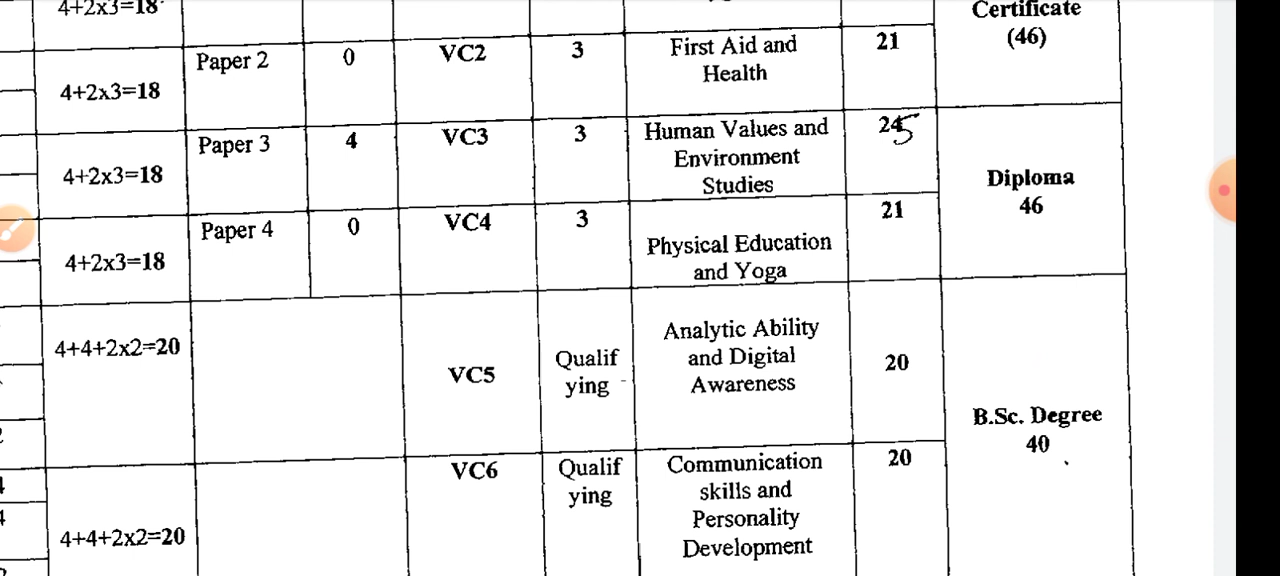 4+2x3=18
Certificate
(46)
Paper 2 0 VC2 3 First Aid and 21
Health
4+2x3=18
Paper 3 4 VC3 3 Human Values and 245
Environment
Studies
4+2x3=18
Diploma
46
Paper 4 0 VC4 3 21
Physical Education
and Yoga
4+2x3=18
4+4+2x2=20
VC5
Qualif
ying
Analytic Ability
and Digital
Awareness
20
B.Sc. Degree
40
VC6
Qualif
ying
Communication
skills and
Personality
Development
20
4+4+2x2=20